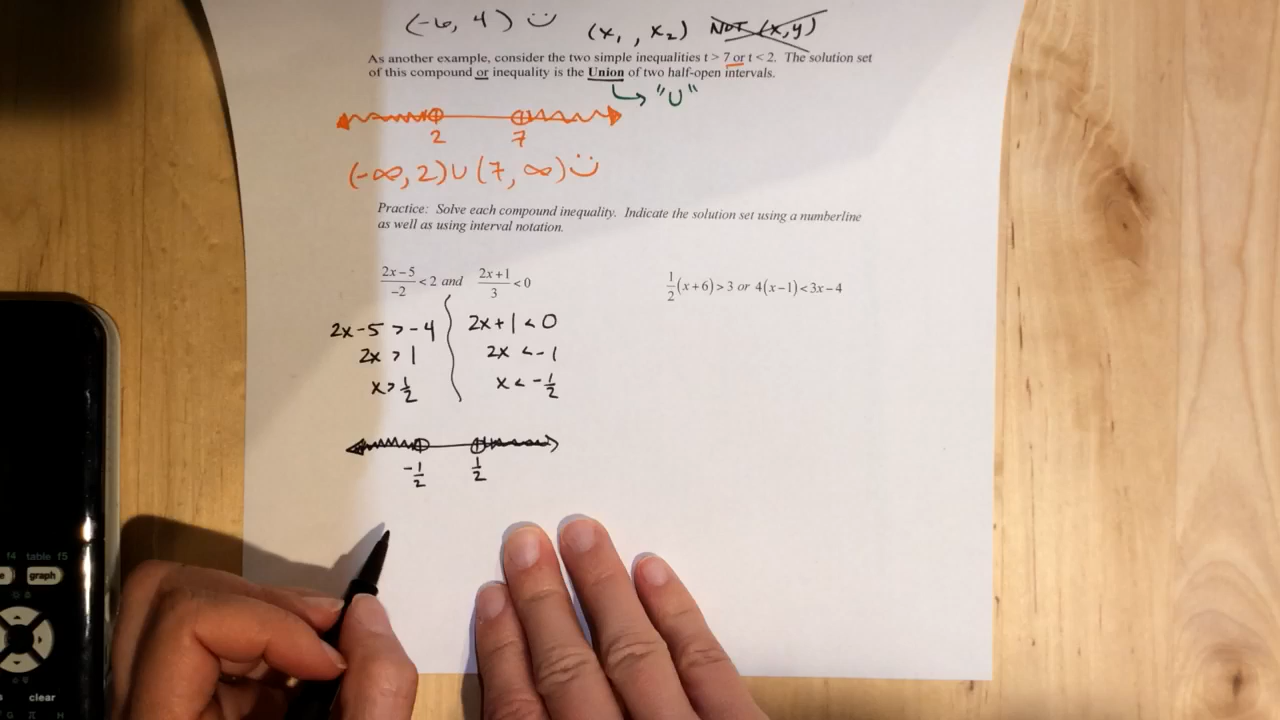 (-6, 4) ☺ (x₁, x₂) NOT (x,y)
As another example, consider the two simple inequalities t > 7 or t < 2. The solution set
of this compound or inequality is the Union of two half-open intervals.
"U"
2 7
(-∞, 2) ∪ (7, ∞) ☺
Practice: Solve each compound inequality. Indicate the solution set using a numberline
as well as using interval notation.
(2x-5)/-2 < 2 and (2x+1)/3 < 0
1/2(x+6) > 3 or 4(x-1) < 3x-4
2x-5 > -4 2x+1 < 0
2x > 1 2x < -1
x > 1/2 x < -1/2
-1/2 1/2
f4 table f5
graph
clear